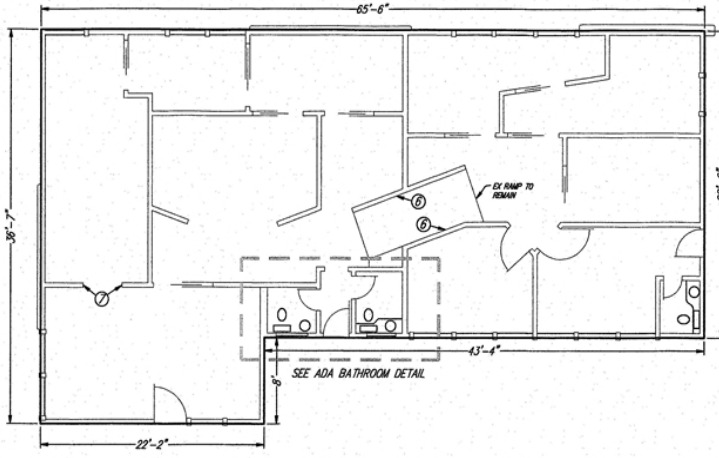 65'-6"
EX RAMP TO
REMAIN
6
6
36'-7"
7
43'-4"
8'
SEE ADA BATHROOM DETAIL
22'-2"